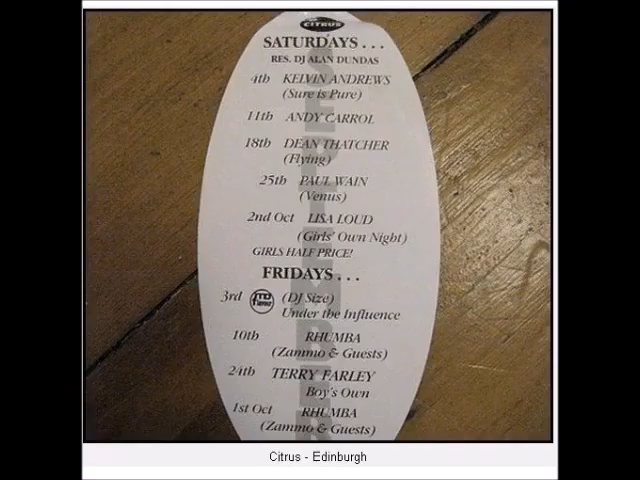 CITRUS
SATURDAYS . . .
RES. DJ ALAN DUNDAS
4th KELVIN ANDREWS
(Sure is Pure)
11th ANDY CARROL
18th DEAN THATCHER
(Flying)
25th PAUL WAIN
(Venus)
2nd Oct LISA LOUD
(Girls' Own Night)
GIRLS HALF PRICE!
FRIDAYS . . .
3rd (DJ Size)
Under the Influence
10th RHUMBA
(Zammo & Guests)
24th TERRY FARLEY
Boy's Own
1st Oct RHUMBA
(Zammo & Guests)
Citrus - Edinburgh